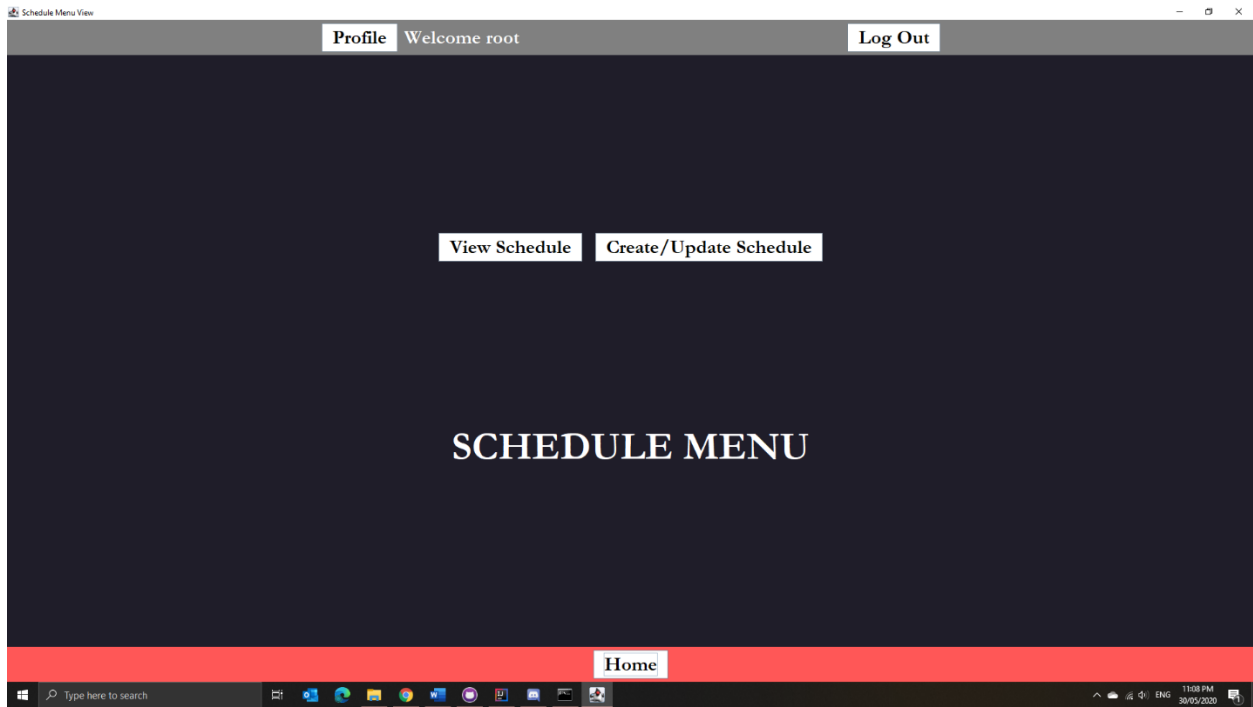 Schedule Menu View
Profile Welcome root Log Out
View Schedule Create/Update Schedule
SCHEDULE MENU
Home
Type here to search
ENG
11:08 PM
30/05/2020